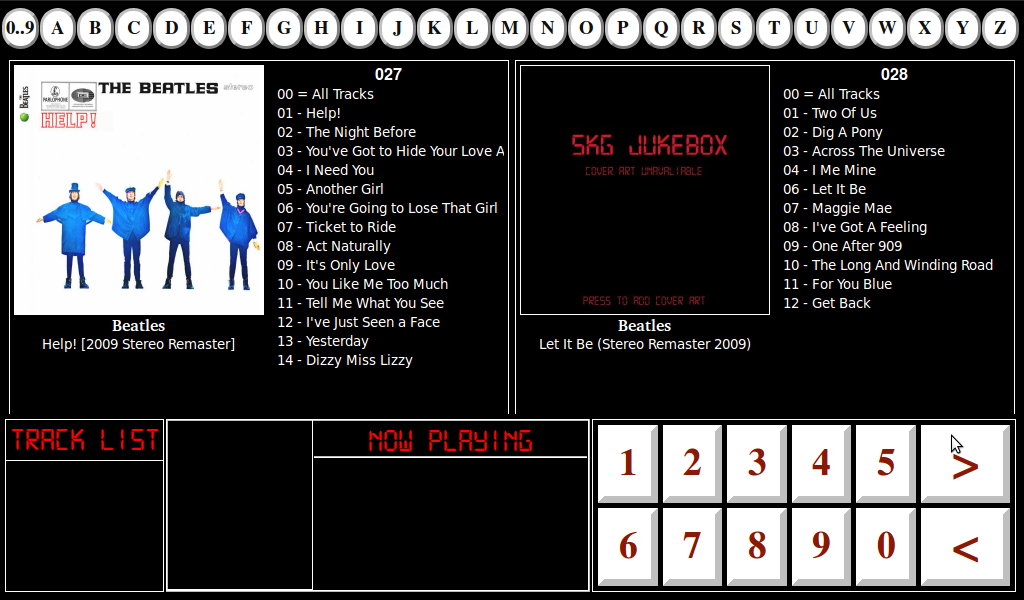 0..9 A B C D E F G H I J K L M N O P Q R S T U V W X Y Z
THE BEATLES stereo
The Beatles
PARLOPHONE
HELP!
Beatles
Help! [2009 Stereo Remaster]
027
00 = All Tracks
01 - Help!
02 - The Night Before
03 - You've Got to Hide Your Love A
04 - I Need You
05 - Another Girl
06 - You're Going to Lose That Girl
07 - Ticket to Ride
08 - Act Naturally
09 - It's Only Love
10 - You Like Me Too Much
11 - Tell Me What You See
12 - I've Just Seen a Face
13 - Yesterday
14 - Dizzy Miss Lizzy
SKG JUKEBOX
COVER ART UNAVALIABLE
PRESS TO ADD COVER ART
Beatles
Let It Be (Stereo Remaster 2009)
028
00 = All Tracks
01 - Two Of Us
02 - Dig A Pony
03 - Across The Universe
04 - I Me Mine
06 - Let It Be
07 - Maggie Mae
08 - I've Got A Feeling
09 - One After 909
10 - The Long And Winding Road
11 - For You Blue
12 - Get Back
TRACK LIST
NOW PLAYING
1 2 3 4 5 >
6 7 8 9 0 <